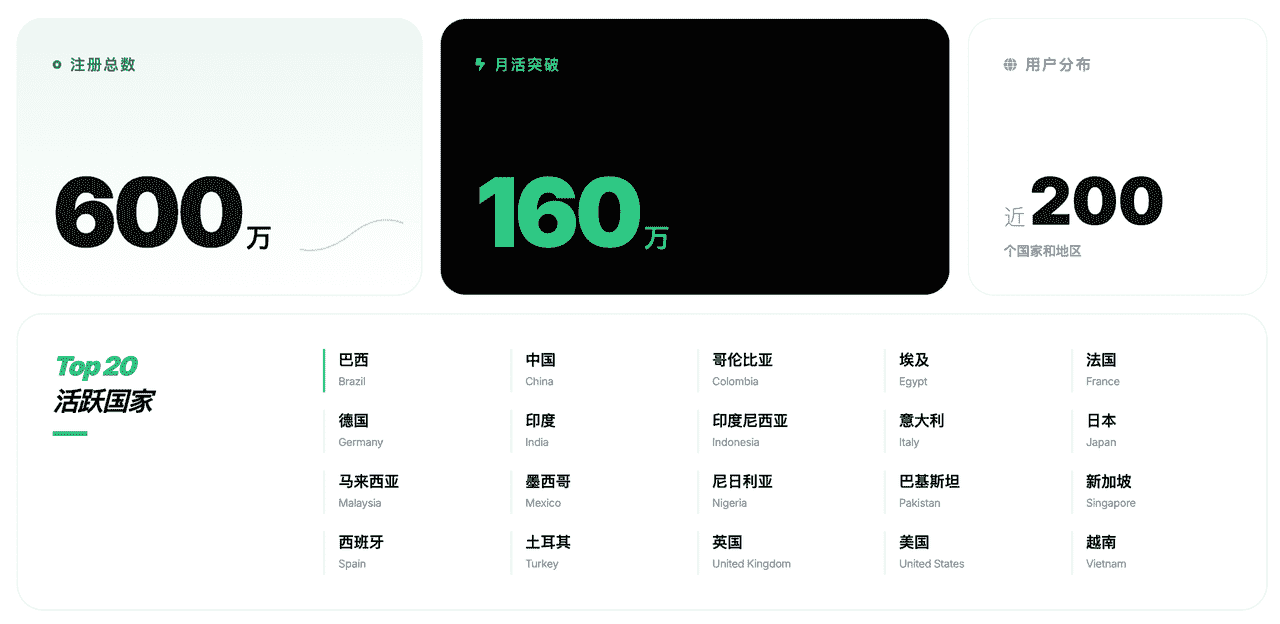 注册总数
600万
月活突破
160万
用户分布
近200
个国家和地区
Top 20
活跃国家
巴西
Brazil
中国
China
哥伦比亚
Colombia
埃及
Egypt
法国
France
德国
Germany
印度
India
印度尼西亚
Indonesia
意大利
Italy
日本
Japan
马来西亚
Malaysia
墨西哥
Mexico
尼日利亚
Nigeria
巴基斯坦
Pakistan
新加坡
Singapore
西班牙
Spain
土耳其
Turkey
英国
United Kingdom
美国
United States
越南
Vietnam